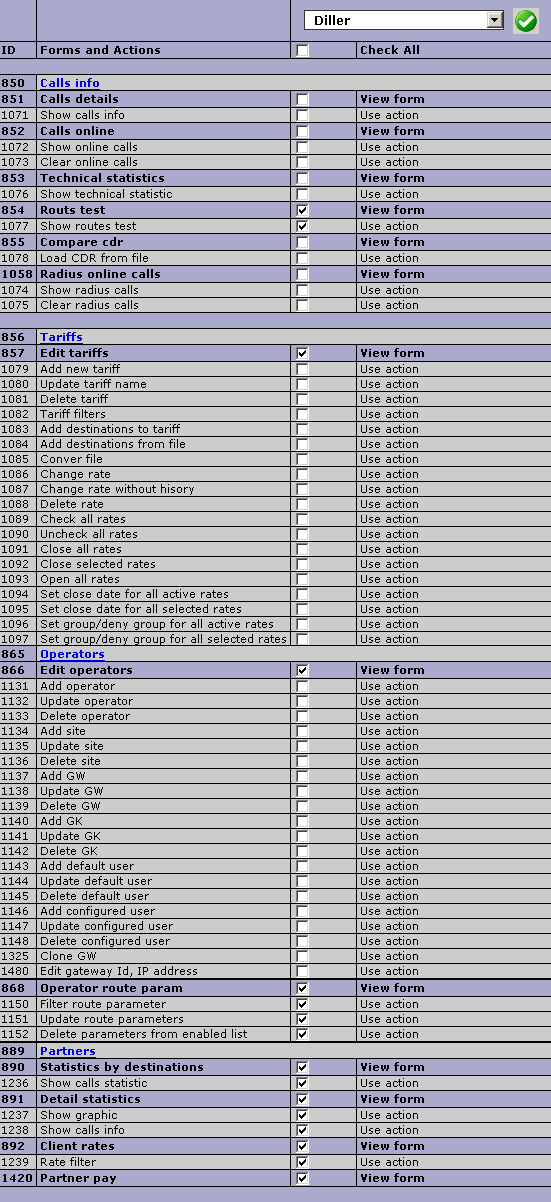 Diller
ID Forms and Actions Check All
850 Calls info
851 Calls details View form
1071 Show calls info Use action
852 Calls online View form
1072 Show online calls Use action
1073 Clear online calls Use action
853 Technical statistics View form
1076 Show technical statistic Use action
854 Routs test View form
1077 Show routes test Use action
855 Compare cdr View form
1078 Load CDR from file Use action
1058 Radius online calls View form
1074 Show radius calls Use action
1075 Clear radius calls Use action
856 Tariffs
857 Edit tariffs View form
1079 Add new tariff Use action
1080 Update tariff name Use action
1081 Delete tariff Use action
1082 Tariff filters Use action
1083 Add destinations to tariff Use action
1084 Add destinations from file Use action
1085 Conver file Use action
1086 Change rate Use action
1087 Change rate without hisory Use action
1088 Delete rate Use action
1089 Check all rates Use action
1090 Uncheck all rates Use action
1091 Close all rates Use action
1092 Close selected rates Use action
1093 Open all rates Use action
1094 Set close date for all active rates Use action
1095 Set close date for all selected rates Use action
1096 Set group/deny group for all active rates Use action
1097 Set group/deny group for all selected rates Use action
865 Operators
866 Edit operators View form
1131 Add operator Use action
1132 Update operator Use action
1133 Delete operator Use action
1134 Add site Use action
1135 Update site Use action
1136 Delete site Use action
1137 Add GW Use action
1138 Update GW Use action
1139 Delete GW Use action
1140 Add GK Use action
1141 Update GK Use action
1142 Delete GK Use action
1143 Add default user Use action
1144 Update default user Use action
1145 Delete default user Use action
1146 Add configured user Use action
1147 Update configured user Use action
1148 Delete configured user Use action
1325 Clone GW Use action
1480 Edit gateway Id, IP address Use action
868 Operator route param View form
1150 Filter route parameter Use action
1151 Update route parameters Use action
1152 Delete parameters from enabled list Use action
889 Partners
890 Statistics by destinations View form
1236 Show calls statistic Use action
891 Detail statistics View form
1237 Show graphic Use action
1238 Show calls info Use action
892 Client rates View form
1239 Rate filter Use action
1420 Partner pay View form